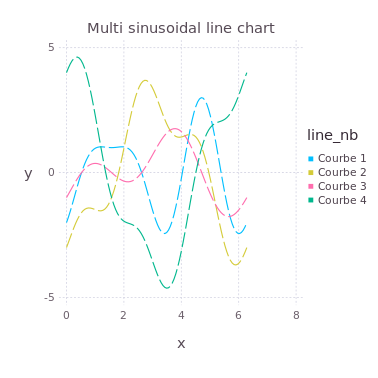 Multi sinusoidal line chart
5
0
-5
y
0 2 4 6 8
x
line_nb
Courbe 1
Courbe 2
Courbe 3
Courbe 4